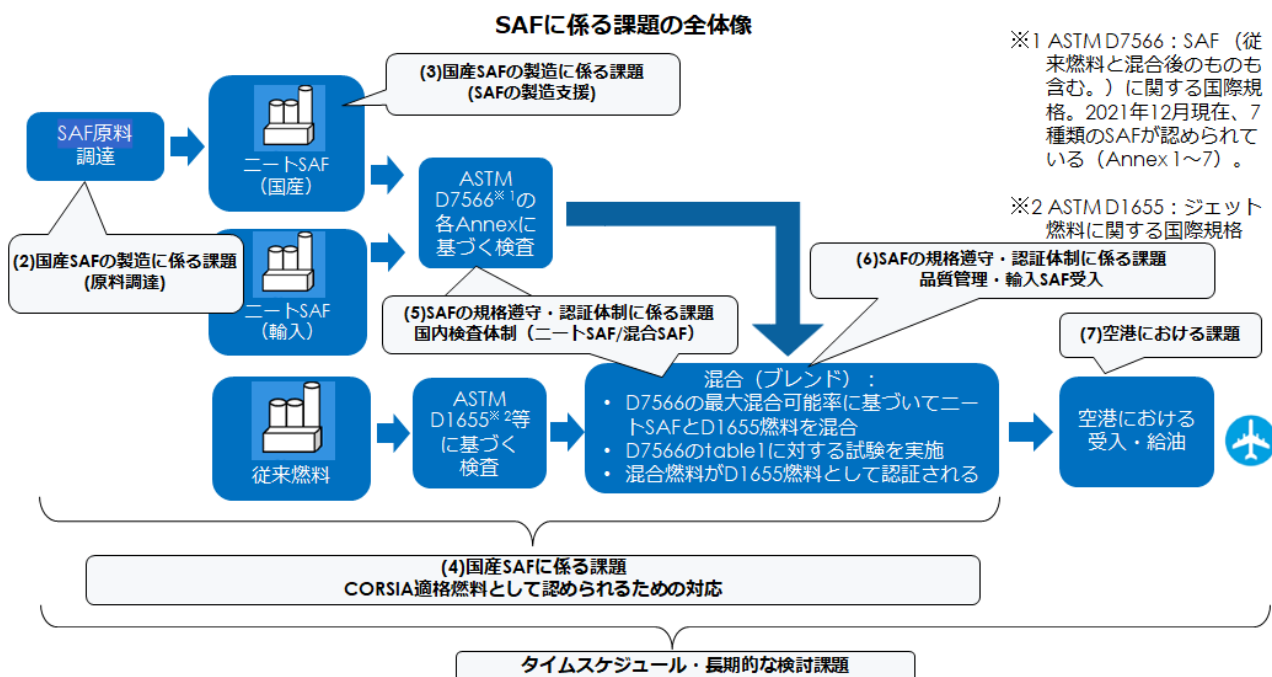 SAFに係る課題の全体像
※1 ASTM D7566：SAF（従
来燃料と混合後のものも
含む。）に関する国際規
格。2021年12月現在、7
種類のSAFが認められて
いる（Annex 1～7）。
※2 ASTM D1655：ジェット
燃料に関する国際規格
(3)国産SAFの製造に係る課題
(SAFの製造支援)
SAF原料
調達
ニートSAF
（国産）
ASTM
D7566※1の
各Annexに
基づく検査
(2)国産SAFの製造に係る課題
(原料調達)
ニートSAF
（輸入）
(5)SAFの規格遵守・認証体制に係る課題
国内検査体制（ニートSAF/混合SAF）
(6)SAFの規格遵守・認証体制に係る課題
品質管理・輸入SAF受入
(7)空港における課題
従来燃料
ASTM
D1655※2等
に基づく
検査
混合（ブレンド）：
• D7566の最大混合可能率に基づいてニー
トSAFとD1655燃料を混合
• D7566のtable1に対する試験を実施
• 混合燃料がD1655燃料として認証される
空港における
受入・給油
(4)国産SAFに係る課題
CORSIA適格燃料として認められるための対応
タイムスケジュール・長期的な検討課題